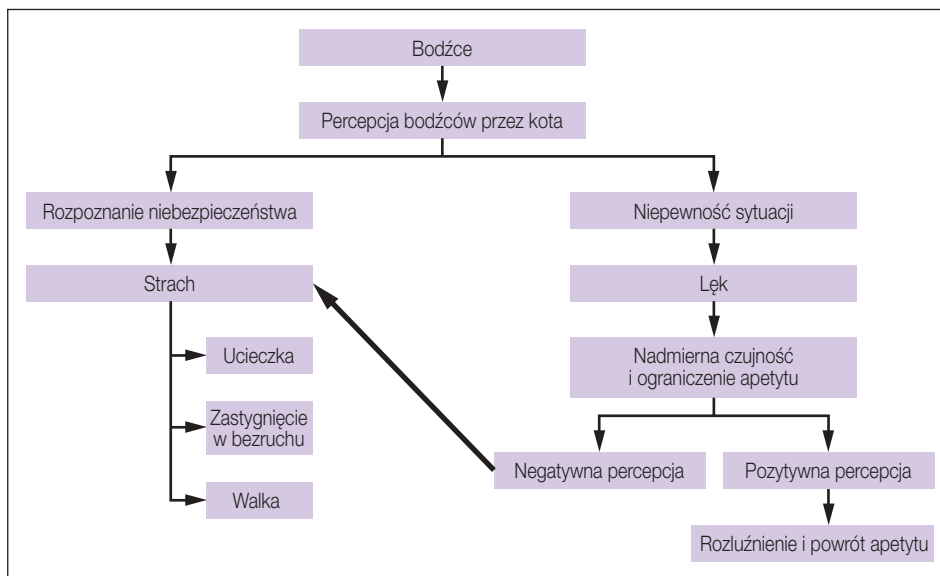 Bodźce
Percepcja bodźców przez kota
Rozpoznanie niebezpieczeństwa
Niepewność sytuacji
Strach
Lęk
Ucieczka
Nadmierna czujność
i ograniczenie apetytu
Zastygnięcie
w bezruchu
Negatywna percepcja
Pozytywna percepcja
Walka
Rozluźnienie i powrót apetytu